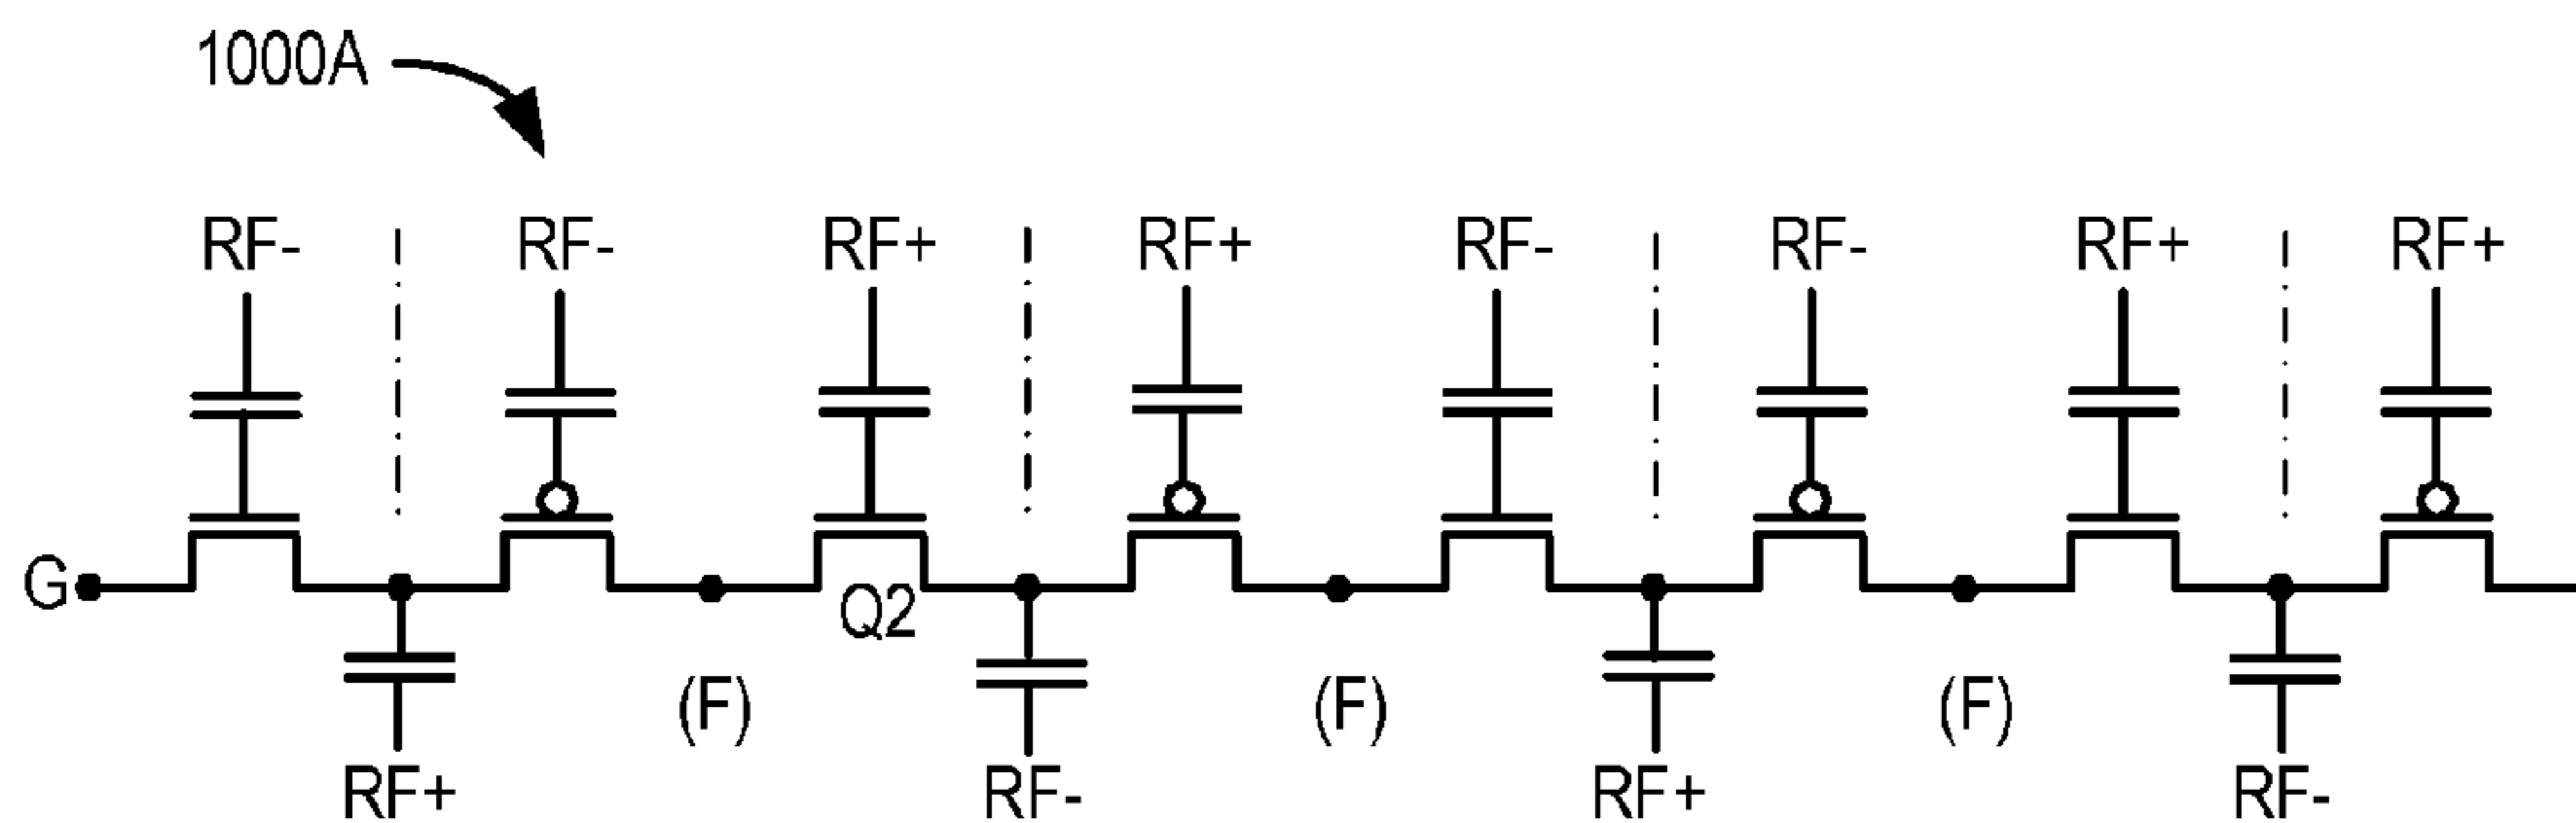 1000A
RF- RF- RF+ RF+ RF- RF- RF+ RF+
G Q2
(F) (F) (F)
RF+ RF- RF+ RF-